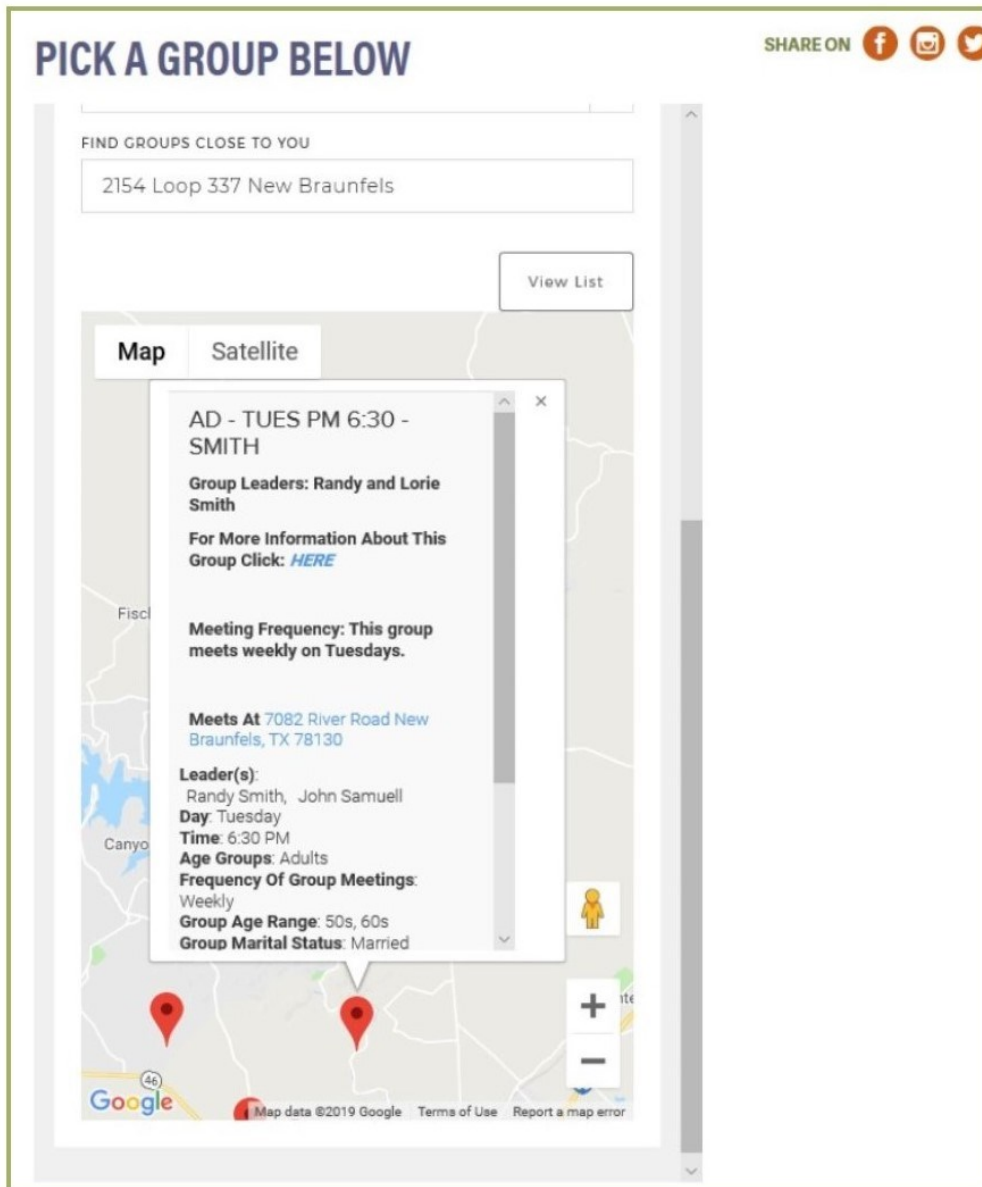 PICK A GROUP BELOW
SHARE ON
FIND GROUPS CLOSE TO YOU
2154 Loop 337 New Braunfels
View List
Map
Satellite
AD - TUES PM 6:30 -
SMITH
Group Leaders: Randy and Lorie
Smith
For More Information About This
Group Click: HERE
Meeting Frequency: This group
meets weekly on Tuesdays.
Meets At 7082 River Road New
Braunfels, TX 78130
Leader(s):
Randy Smith, John Samuell
Day: Tuesday
Time: 6:30 PM
Age Groups: Adults
Frequency Of Group Meetings:
Weekly
Group Age Range: 50s, 60s
Group Marital Status: Married
Fisc
Canyo
46
Google
Map data ©2019 Google
Terms of Use
Report a map error